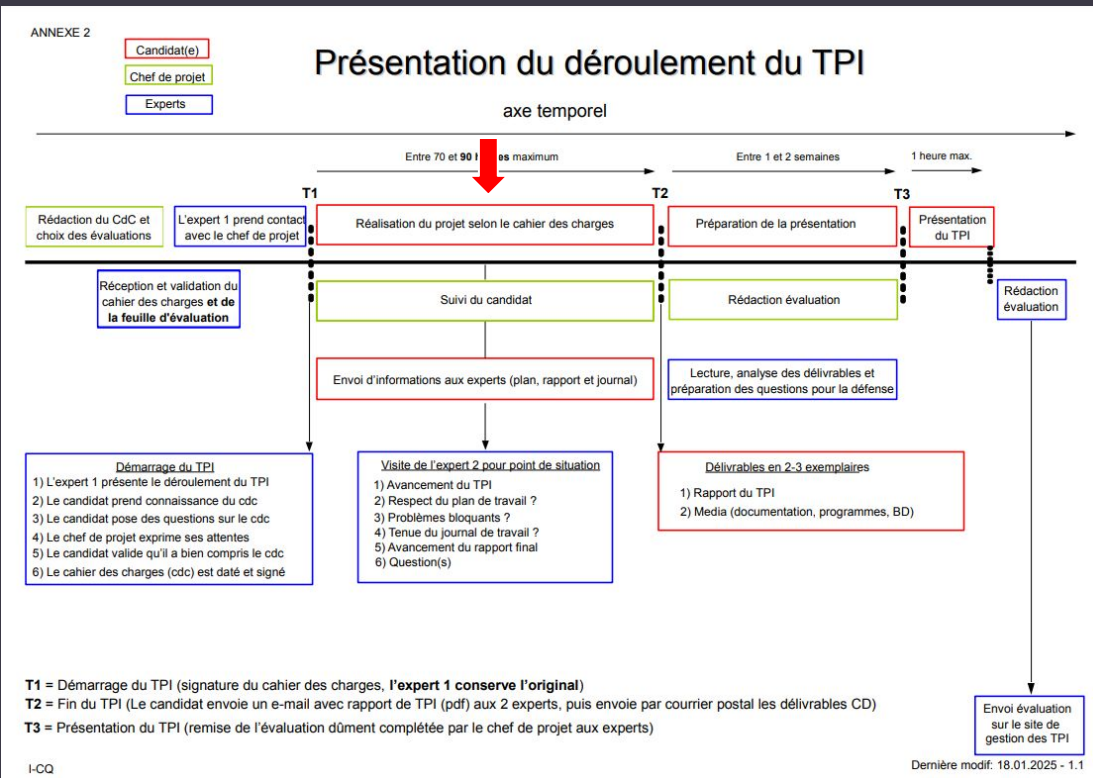 ANNEXE 2
Candidat(e)
Chef de projet
Experts
Présentation du déroulement du TPI
axe temporel
Entre 70 et 90 maximum
Entre 1 et 2 semaines
1 heure max.
T1
T2
T3
Rédaction du CdC et
choix des évaluations
L'expert 1 prend contact
avec le chef de projet
Réalisation du projet selon le cahier des charges
Préparation de la présentation
Présentation
du TPI
Réception et validation du
cahier des charges et de
la feuille d'évaluation
Suivi du candidat
Rédaction évaluation
Rédaction
évaluation
Envoi d'informations aux experts (plan, rapport et journal)
Lecture, analyse des délivrables et
préparation des questions pour la défense
Démarrage du TPI
1) L'expert 1 présente le déroulement du TPI
2) Le candidat prend connaissance du cdc
3) Le candidat pose des questions sur le cdc
4) Le chef de projet exprime ses attentes
5) Le candidat valide qu'il a bien compris le cdc
6) Le cahier des charges (cdc) est daté et signé
Visite de l'expert 2 pour point de situation
1) Avancement du TPI
2) Respect du plan de travail ?
3) Problèmes bloquants ?
4) Tenue du journal de travail ?
5) Avancement du rapport final
6) Question(s)
Délivrables en 2-3 exemplaires
1) Rapport du TPI
2) Media (documentation, programmes, BD)
T1 = Démarrage du TPI (signature du cahier des charges, l'expert 1 conserve l'original)
T2 = Fin du TPI (Le candidat envoie un e-mail avec rapport de TPI (pdf) aux 2 experts, puis envoie par courrier postal les délivrables CD)
T3 = Présentation du TPI (remise de l'évaluation dûment complétée par le chef de projet aux experts)
Envoi évaluation
sur le site de
gestion des TPI
I-CQ
Dernière modif: 18.01.2025 - 1.1